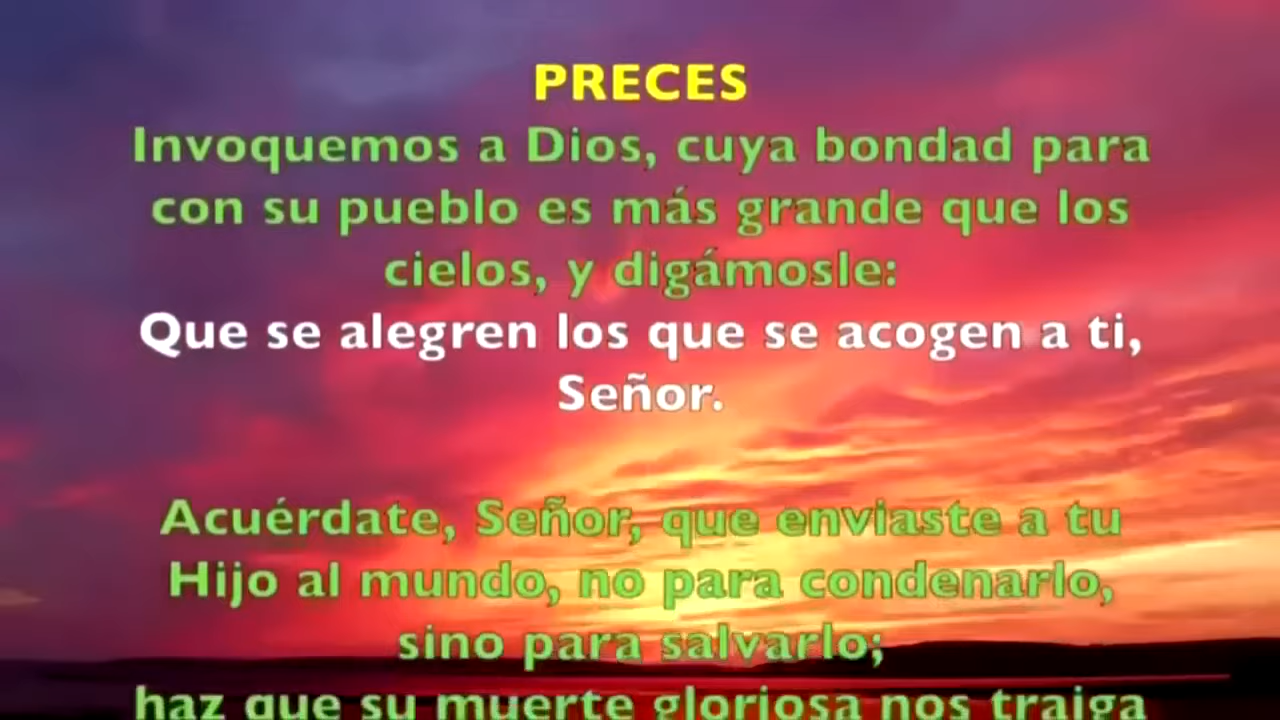 PRECES
Invoquemos a Dios, cuya bondad para
con su pueblo es más grande que los
cielos, y digámosle:
Que se alegren los que se acogen a ti,
Señor.
Acuérdate, Señor, que enviaste a tu
Hijo al mundo, no para condenarlo,
sino para salvarlo;
haz que su muerte gloriosa nos traiga